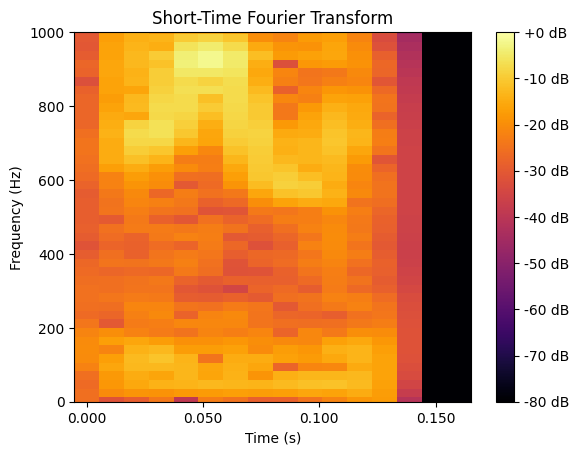 Short-Time Fourier Transform
1000
800
600
400
200
0
Frequency (Hz)
0.000
0.050
0.100
0.150
Time (s)
+0 dB
-10 dB
-20 dB
-30 dB
-40 dB
-50 dB
-60 dB
-70 dB
-80 dB